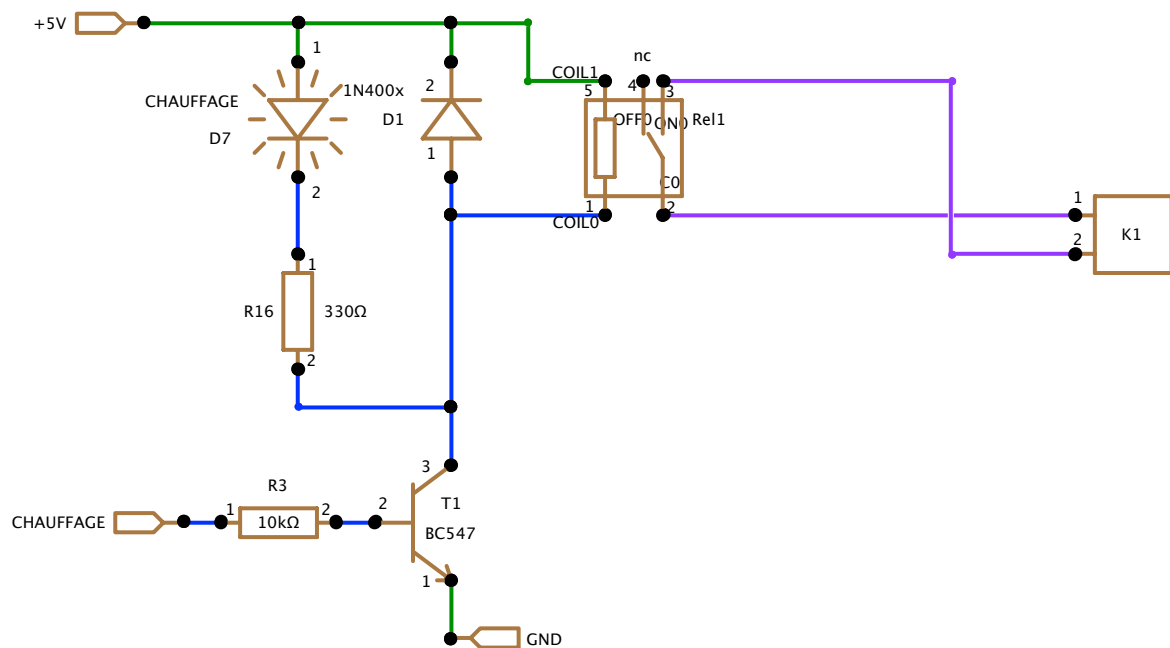 +5V
1
nc
COIL1
4
CHAUFFAGE
1N400x
2
5
3
D7
D1
OFF0
ON0
Rel1
1
2
C0
1
2
COIL0
1
K1
2
1
R16
330Ω
2
3
R3
T1
CHAUFFAGE
1
10kΩ
2
2
BC547
1
GND